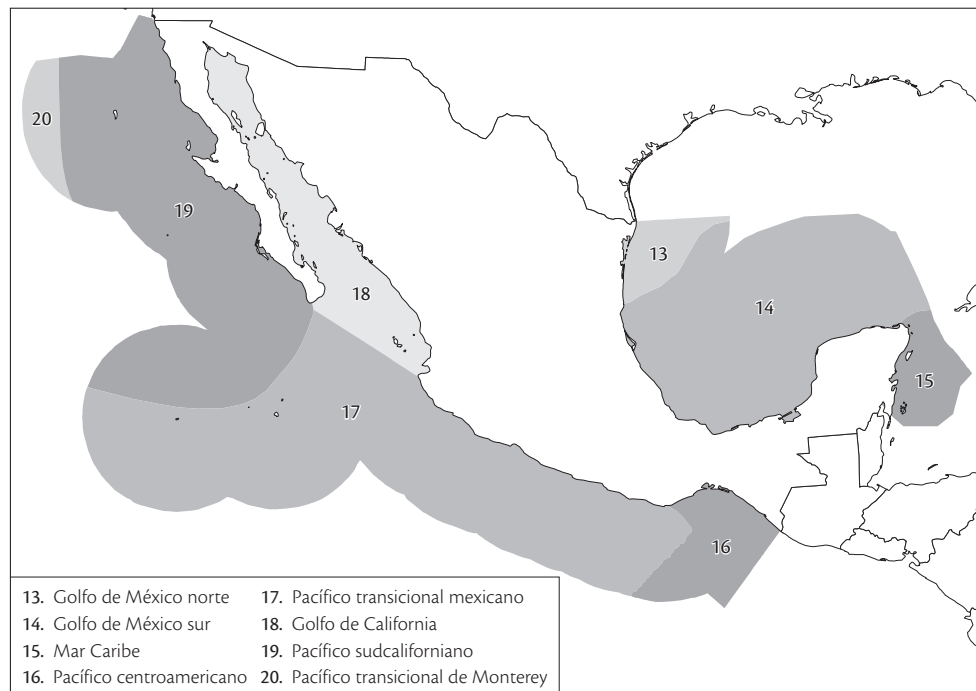 20
19
18
13
14
15
17
16
13. Golfo de México norte
14. Golfo de México sur
15. Mar Caribe
16. Pacífico centroamericano
17. Pacífico transicional mexicano
18. Golfo de California
19. Pacífico sudcaliforniano
20. Pacífico transicional de Monterey